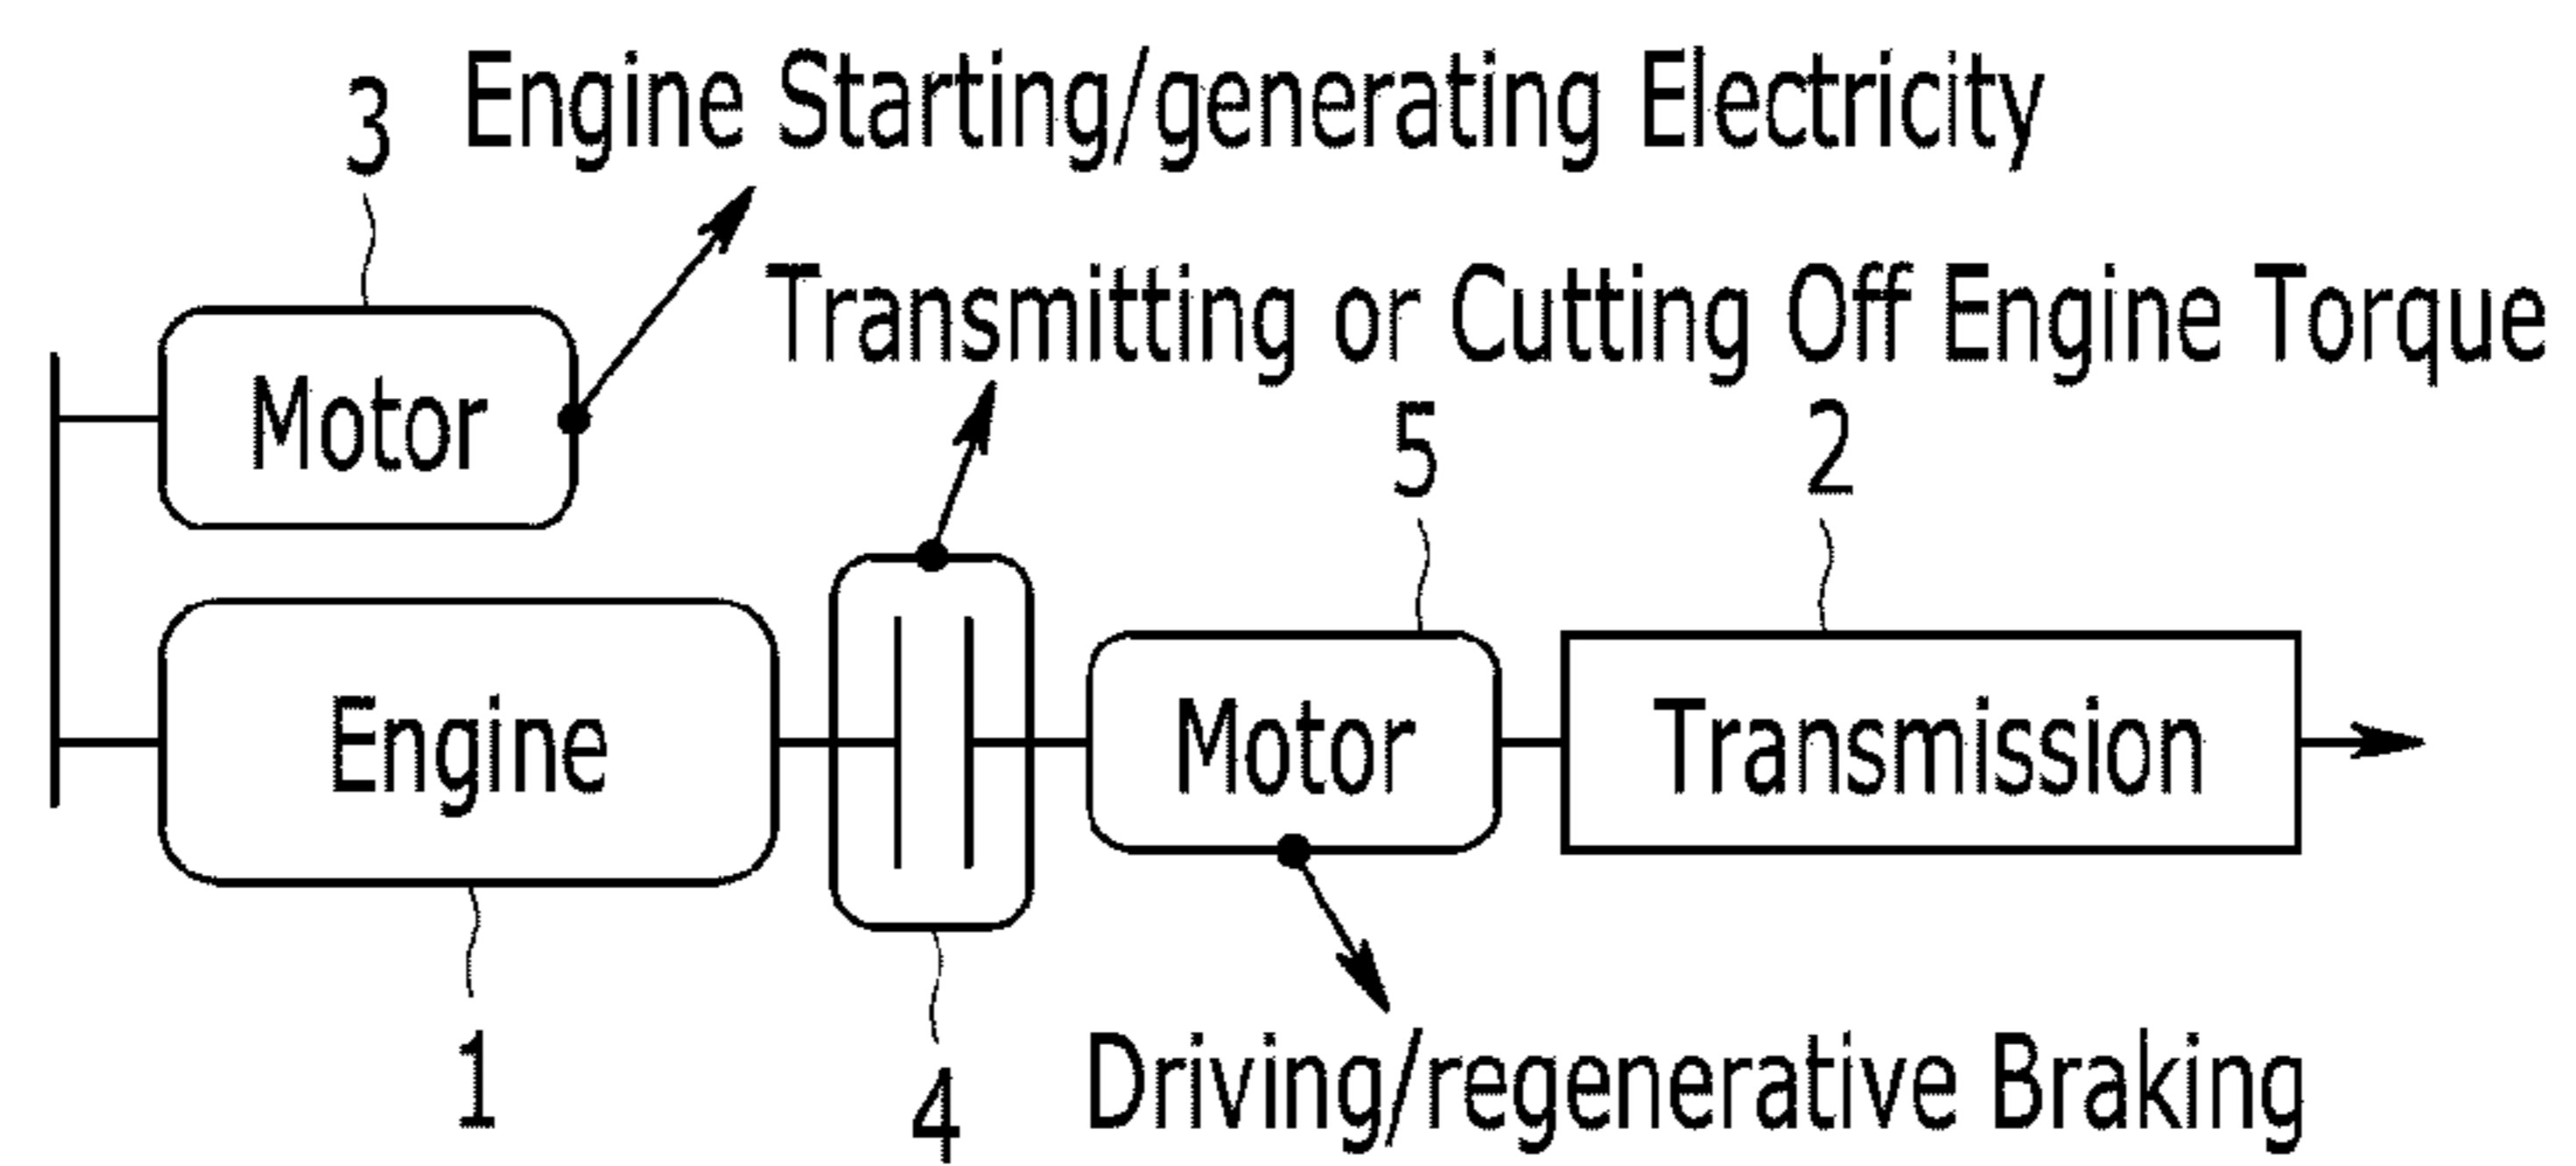 3 Engine Starting/generating Electricity
Transmitting or Cutting Off Engine Torque
5 2
Motor
Engine
Motor
Transmission
1
4
Driving/regenerative Braking